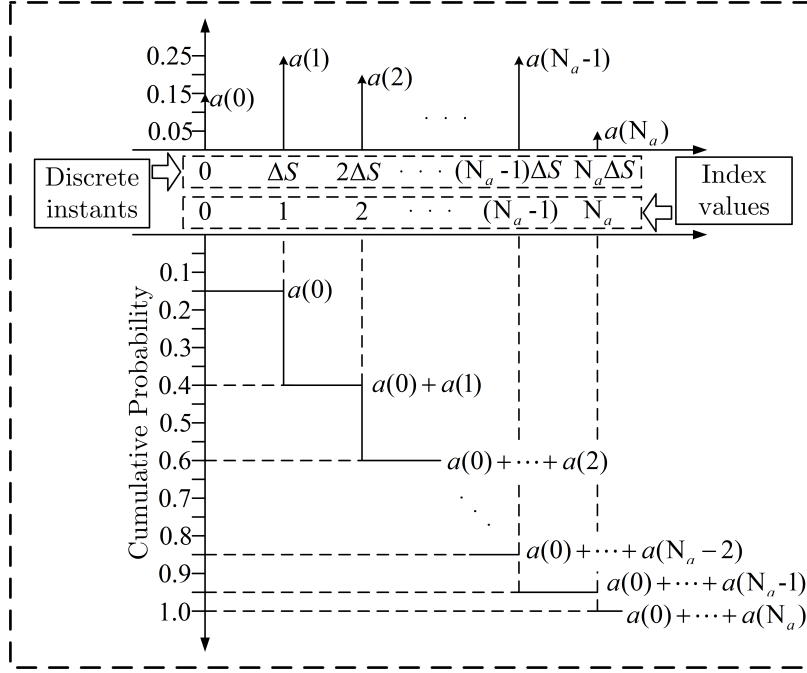 0.25
0.15
0.05
a(0)
a(1)
a(2)
· · ·
a(N_a-1)
a(N_a)
Discrete
instants
0 ΔS 2ΔS · · · (N_a-1)ΔS N_aΔS
0 1 2 · · · (N_a-1) N_a
Index
values
Cumulative Probability
0.1
0.2
0.3
0.4
0.5
0.6
0.7
0.8
0.9
1.0
a(0)
a(0)+a(1)
a(0)+···+a(2)
· · ·
a(0)+···+a(N_a−2)
a(0)+···+a(N_a-1)
a(0)+···+a(N_a)